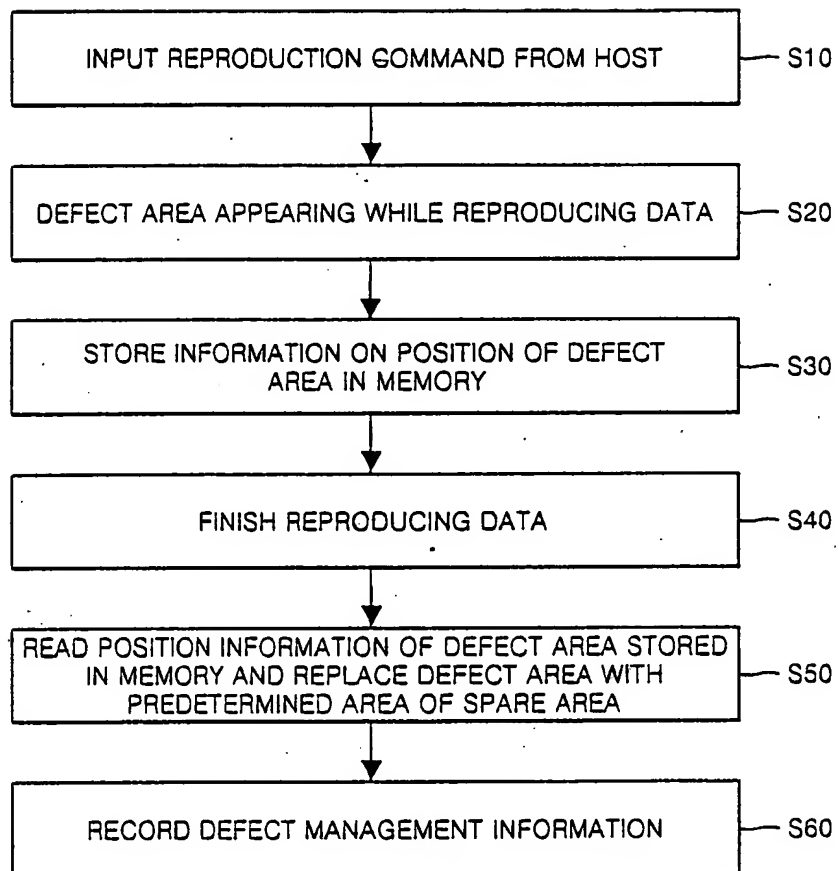 INPUT REPRODUCTION GOMMAND FROM HOST
S10
DEFECT AREA APPEARING WHILE REPRODUCING DATA
S20
STORE INFORMATION ON POSITION OF DEFECT
AREA IN MEMORY
S30
FINISH REPRODUCING DATA
S40
READ POSITION INFORMATION OF DEFECT AREA STORED
IN MEMORY AND REPLACE DEFECT AREA WITH
PREDETERMINED AREA OF SPARE AREA
S50
RECORD DEFECT MANAGEMENT INFORMATION
S60